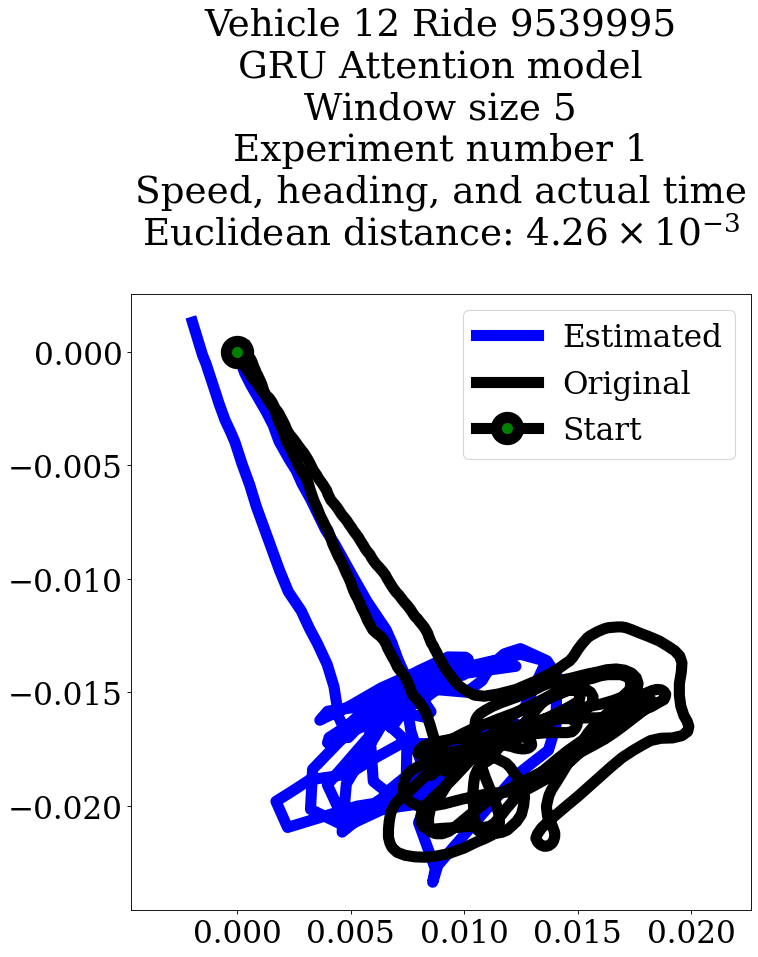 Vehicle 12 Ride 9539995
GRU Attention model
Window size 5
Experiment number 1
Speed, heading, and actual time
Euclidean distance: 4.26 × 10⁻³
Estimated
Original
Start
0.000
−0.005
−0.010
−0.015
−0.020
0.000 0.005 0.010 0.015 0.020